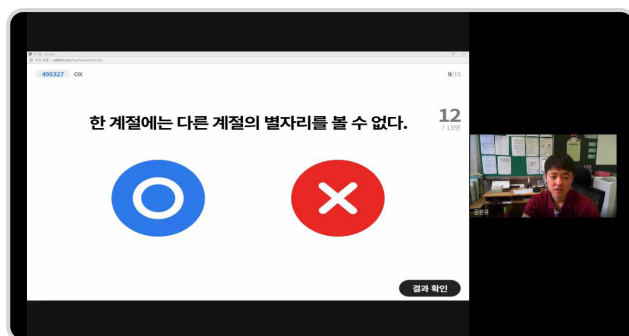 495327 OX
9/15
한 계절에는 다른 계절의 별자리를 볼 수 없다.
12
/ 13명
결과 확인